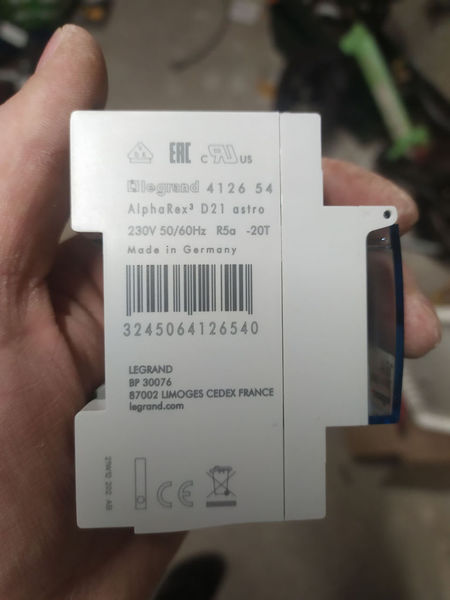 EAC
C RU US
legrand 4126 54
AlphaRex³ D21 astro
230V 50/60Hz R5a -20T
Made in Germany
3245064126540
LEGRAND
BP 30076
87002 LIMOGES CEDEX FRANCE
legrand.com
CE